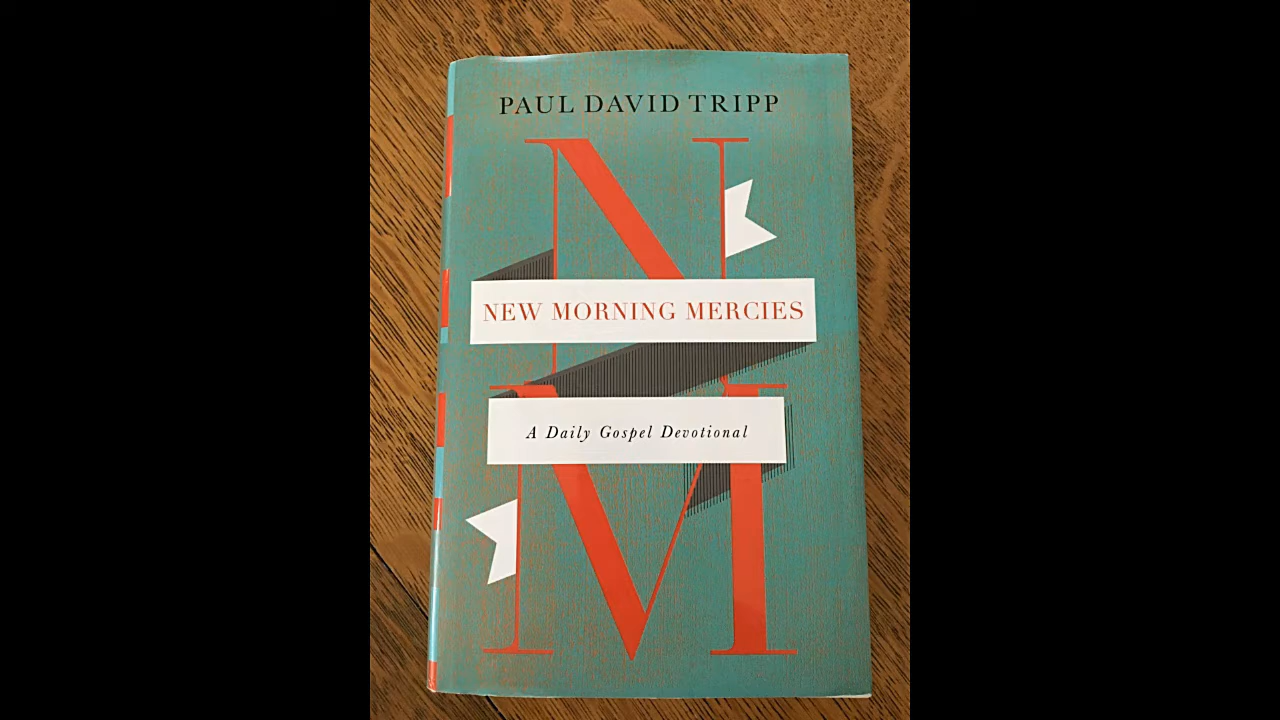 PAUL DAVID TRIPP
N
NEW MORNING MERCIES
M
A Daily Gospel Devotional